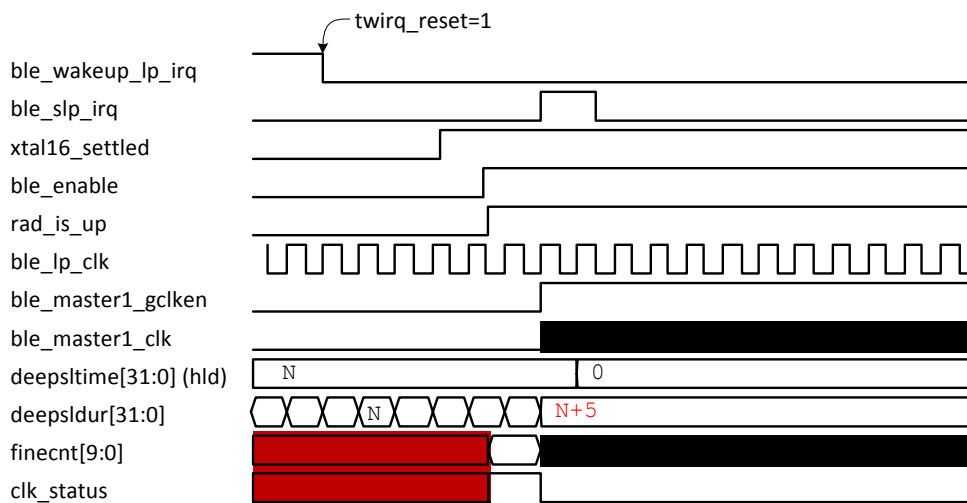 twirq_reset=1
ble_wakeup_lp_irq
ble_slp_irq
xtal16_settled
ble_enable
rad_is_up
ble_lp_clk
ble_master1_gclken
ble_master1_clk
deepsltime[31:0] (hld) N 0
deepsldur[31:0] N N+5
finecnt[9:0]
clk_status